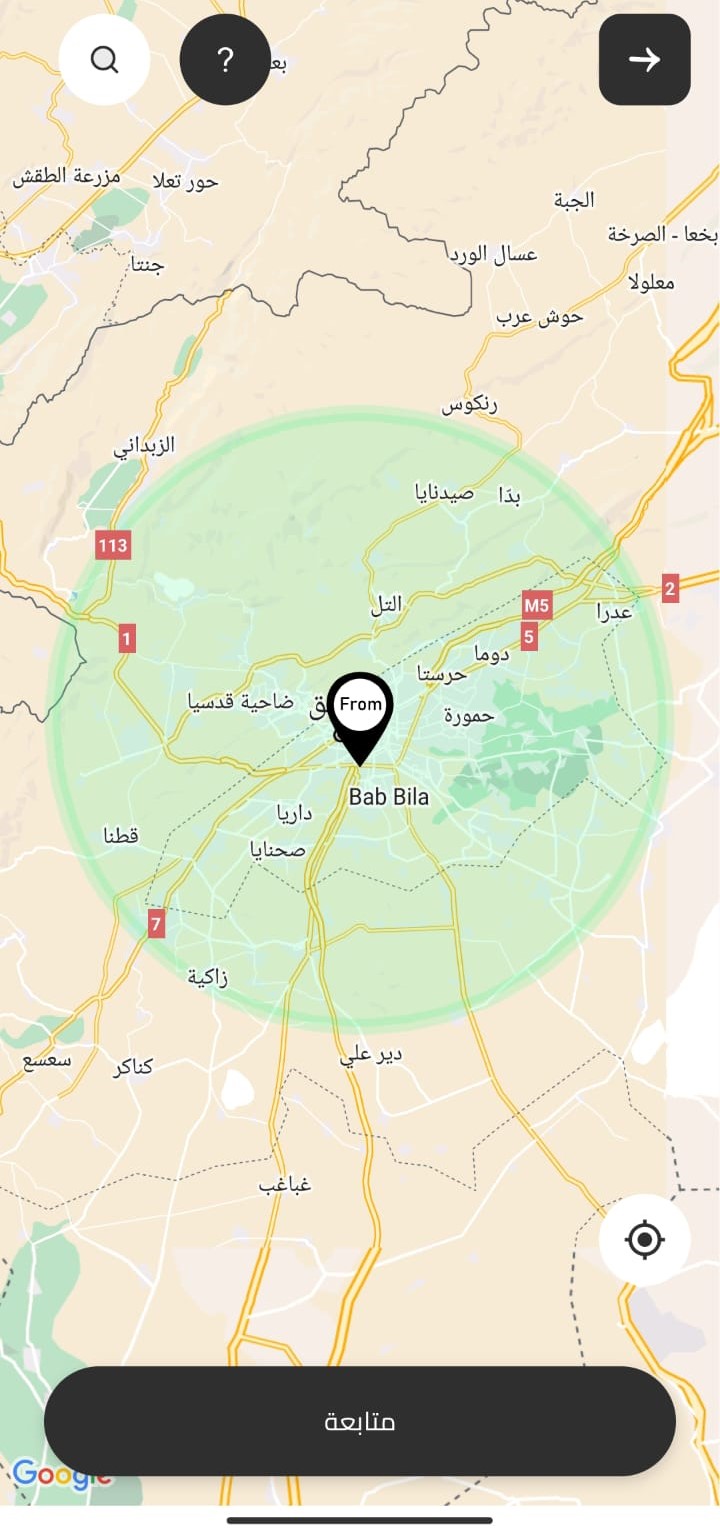 ?
بعـ
مزرعة الطقش
حور تعلا
الجبة
بخعا - الصرخة
عسال الورد
جنتا
معلولا
حوش عرب
رنكوس
الزبداني
صيدنايا
بدّا
113
التل
M5
2
عدرا
1
5
دوما
حرستا
ضاحية قدسيا
ـق
From
حمورة
Bab Bila
داريا
قطنا
صحنايا
7
زاكية
دير علي
سعسع
كناكر
غباغب
متابعة
Google